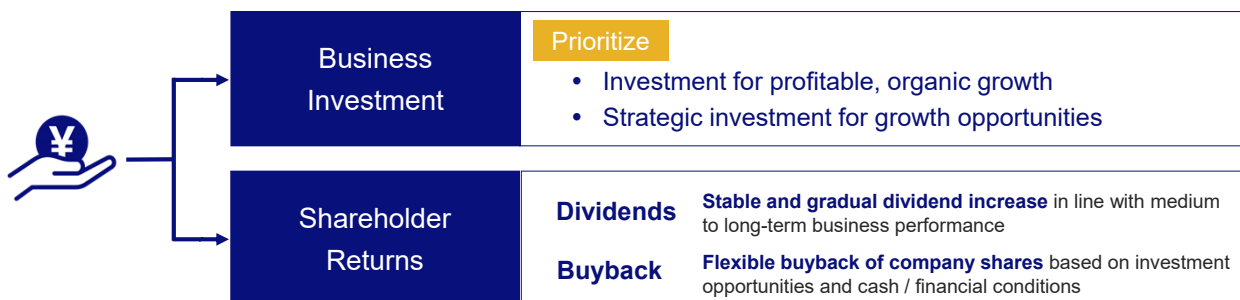 ¥
Business
Investment
Prioritize
• Investment for profitable, organic growth
• Strategic investment for growth opportunities
Shareholder
Returns
Dividends
Stable and gradual dividend increase in line with medium
to long-term business performance
Buyback
Flexible buyback of company shares based on investment
opportunities and cash / financial conditions